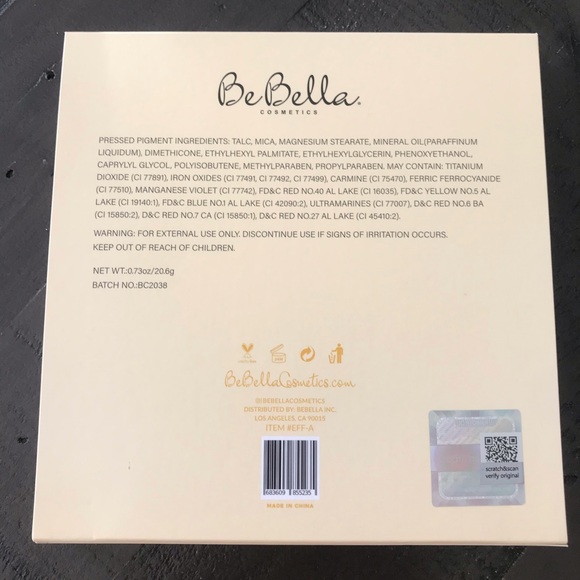 BeBella
COSMETICS
PRESSED PIGMENT INGREDIENTS: TALC, MICA, MAGNESIUM STEARATE, MINERAL OIL(PARAFFINUM
LIQUIDUM), DIMETHICONE, ETHYLHEXYL PALMITATE, ETHYLHEXYLGLYCERIN, PHENOXYETHANOL,
CAPRYLYL GLYCOL, POLYISOBUTENE, METHYLPARABEN, PROPYLPARABEN. MAY CONTAIN: TITANIUM
DIOXIDE (CI 77891), IRON OXIDES (CI 77491, CI 77492, CI 77499), CARMINE (CI 75470), FERRIC FERROCYANIDE
(CI 77510), MANGANESE VIOLET (CI 77742), FD&C RED NO.40 AL LAKE (CI 16035), FD&C YELLOW NO.5 AL
LAKE (CI 19140:1), FD&C BLUE NO.1 AL LAKE (CI 42090:2), ULTRAMARINES (CI 77007), D&C RED NO.6 BA
(CI 15850:2), D&C RED NO.7 CA (CI 15850:1), D&C RED NO.27 AL LAKE (CI 45410:2).
WARNING: FOR EXTERNAL USE ONLY. DISCONTINUE USE IF SIGNS OF IRRITATION OCCURS.
KEEP OUT OF REACH OF CHILDREN.
NET WT.:0.73oz/20.6g
BATCH NO.:BC2038
BeBellaCosmetics.com
@BEBELLACOSMETICS
DISTRIBUTED BY: BEBELLA INC.
LOS ANGELES, CA 90015
ITEM #EFF-A
683609 855235
MADE IN CHINA
scratch&scan
verify original